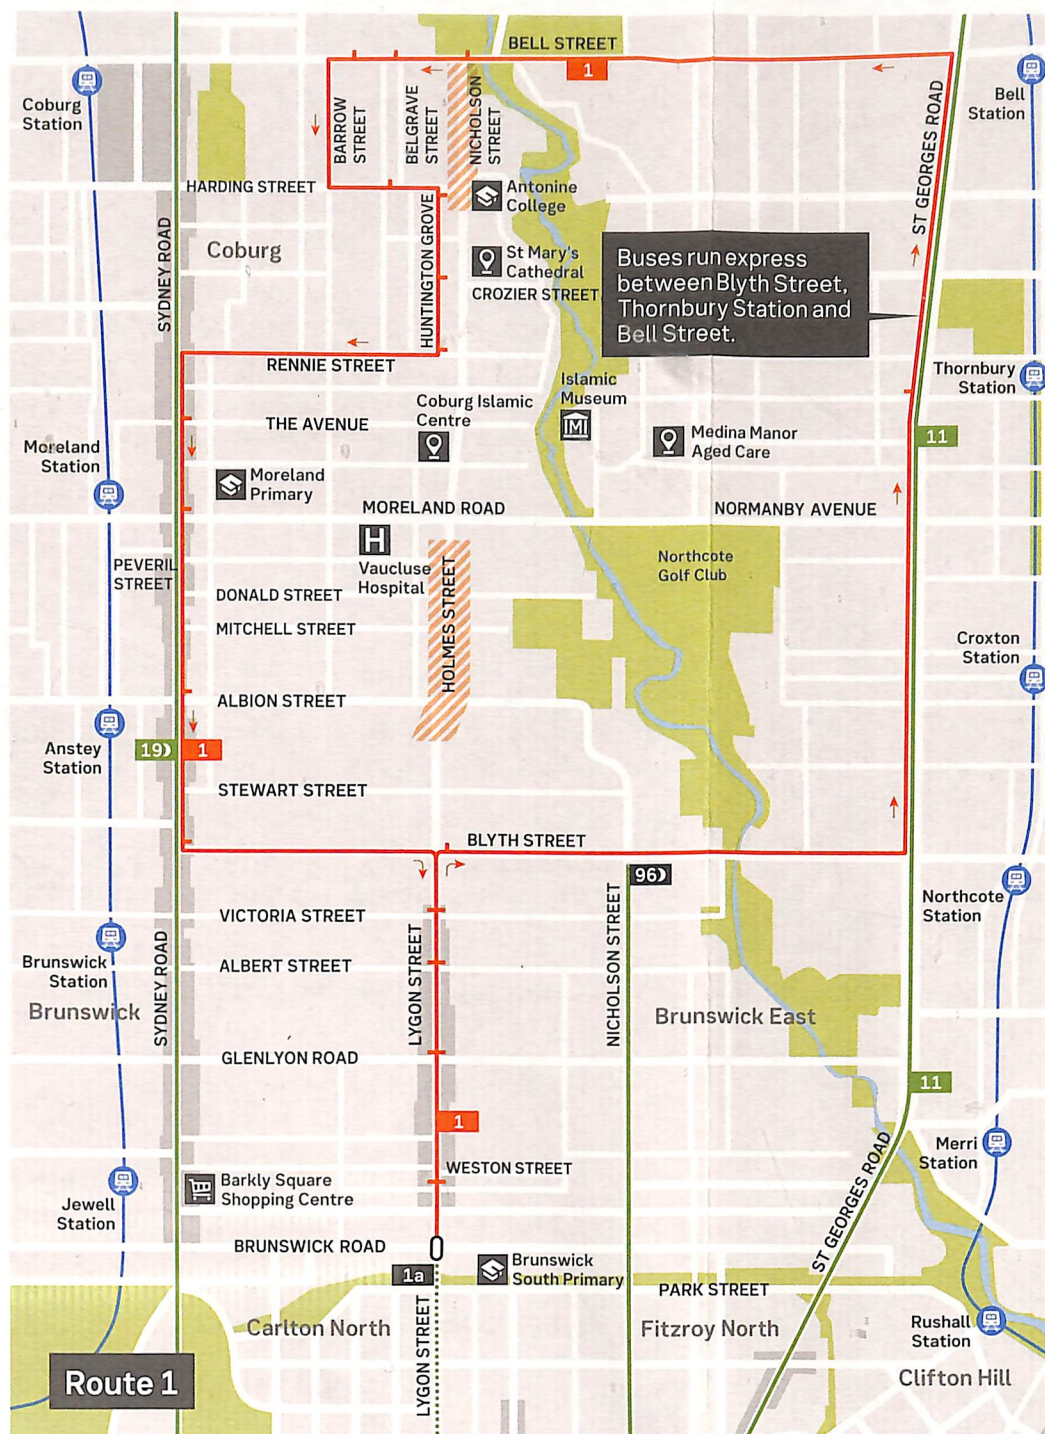 BELL STREET
1
Coburg
Station
BARROW
STREET
BELGRAVE
STREET
NICHOLSON
STREET
ST GEORGES ROAD
Bell
Station
HARDING STREET
Antonine
College
SYDNEY ROAD
Coburg
HUNTINGTON GROVE
St Mary's
Cathedral
CROZIER STREET
Buses run express
between Blyth Street,
Thornbury Station and
Bell Street.
RENNIE STREET
Thornbury
Station
Islamic
Museum
Coburg Islamic
Centre
THE AVENUE
Medina Manor
Aged Care
11
Moreland
Station
Moreland
Primary
MORELAND ROAD
NORMANBY AVENUE
H
Vaucluse
Hospital
Northcote
Golf Club
PEVERIL
STREET
DONALD STREET
MITCHELL STREET
HOLMES STREET
Croxton
Station
ALBION STREET
Anstey
Station
19
1
STEWART STREET
BLYTH STREET
96
Northcote
Station
VICTORIA STREET
LYGON STREET
NICHOLSON STREET
SYDNEY ROAD
ALBERT STREET
Brunswick
Station
Brunswick
Brunswick East
GLENLYON ROAD
11
1
Merri
Station
WESTON STREET
ST GEORGES ROAD
Barkly Square
Shopping Centre
Jewell
Station
BRUNSWICK ROAD
1a
Brunswick
South Primary
PARK STREET
LYGON STREET
Carlton North
Fitzroy North
Rushall
Station
Clifton Hill
Route 1